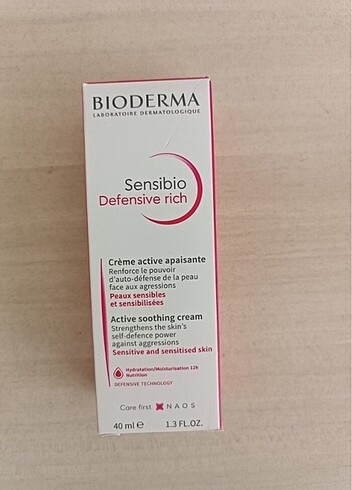 BIODERMA
LABORATOIRE DERMATOLOGIQUE
Sensibio
Defensive rich
Crème active apaisante
Renforce le pouvoir
d'auto-défense de la peau
face aux agressions
Peaux sensibles
et sensibilisées
Active soothing cream
Strengthens the skin's
self-defence power
against aggressions
Sensitive and sensitised skin
Hydratation/Moisturisation 12h
Nutrition
DEFENSIVE TECHNOLOGY
Care first NAOS
40 ml e 1.3 FL.OZ.